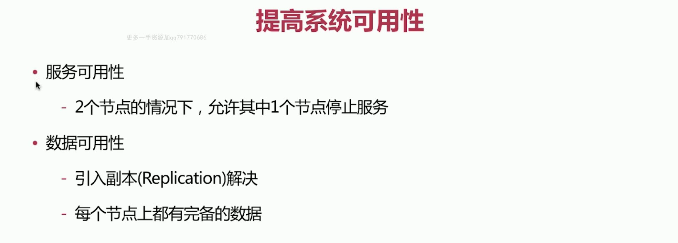 提高系统可用性
• 服务可用性
- 2个节点的情况下，允许其中1个节点停止服务
• 数据可用性
- 引入副本(Replication)解决
- 每个节点上都有完备的数据